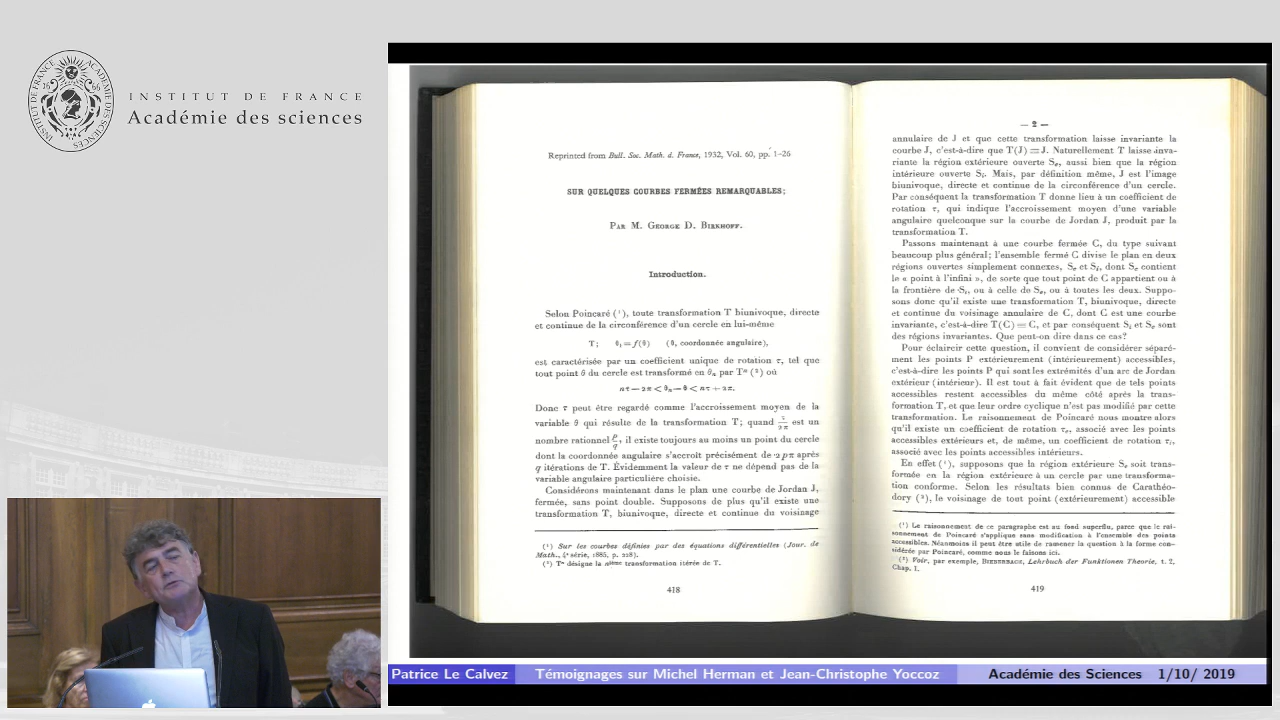 INSTITUT DE FRANCE
Académie des sciences
Reprinted from Bull. Soc. Math. d. France, 1932, Vol. 60, pp. 1-26
SUR QUELQUES COURBES FERMÉES REMARQUABLES;
PAR M. GEORGE D. BIRKHOFF.
Introduction.
Selon Poincaré (¹), toute transformation T biunivoque, directe
et continue de la circonférence d'un cercle en lui-même
T; θ₁ = f(θ) (θ, coordonnée angulaire),
est caractérisée par un coefficient unique de rotation τ, tel que
tout point θ du cercle est transformé en θₙ par Tⁿ (²) où
nτ − 2π < θₙ − θ < nτ + 2π.
Donc τ peut être regardé comme l'accroissement moyen de la
variable θ qui résulte de la transformation T; quand τ/2π est un
nombre rationnel p/q, il existe toujours au moins un point du cercle
dont la coordonnée angulaire s'accroît précisément de 2pπ après
q itérations de T. Évidemment la valeur de τ ne dépend pas de la
variable angulaire particulière choisie.
Considérons maintenant dans le plan une courbe de Jordan J,
fermée, sans point double. Supposons de plus qu'il existe une
transformation T, biunivoque, directe et continue du voisinage
(¹) Sur les courbes définies par des équations différentielles (Jour. de
Math., 4ᵉ série, 1885, p. 228).
(²) Tⁿ désigne la nⁱᵉᵐᵉ transformation itérée de T.
418
— 2 —
annulaire de J et que cette transformation laisse invariante la
courbe J, c'est-à-dire que T(J) = J. Naturellement T laisse inva-
riante la région extérieure ouverte Sₑ, aussi bien que la région
intérieure ouverte Sᵢ. Mais, par définition même, J est l'image
biunivoque, directe et continue de la circonférence d'un cercle.
Par conséquent la transformation T donne lieu à un coefficient de
rotation τ, qui indique l'accroissement moyen d'une variable
angulaire quelconque sur la courbe de Jordan J, produit par la
transformation T.
Passons maintenant à une courbe fermée C, du type suivant
beaucoup plus général; l'ensemble fermé C divise le plan en deux
régions ouvertes simplement connexes, Sₑ et Sᵢ, dont Sₑ contient
le « point à l'infini », de sorte que tout point de C appartient ou à
la frontière de Sᵢ, ou à celle de Sₑ, ou à toutes les deux. Suppo-
sons donc qu'il existe une transformation T, biunivoque, directe
et continue du voisinage annulaire de C, dont C est une courbe
invariante, c'est-à-dire T(C) = C, et par conséquent Sᵢ et Sₑ sont
des régions invariantes. Que peut-on dire dans ce cas?
Pour éclaircir cette question, il convient de considérer séparé-
ment les points P extérieurement (intérieurement) accessibles,
c'est-à-dire les points P qui sont les extrémités d'un arc de Jordan
extérieur (intérieur). Il est tout à fait évident que de tels points
accessibles restent accessibles du même côté après la trans-
formation T, et que leur ordre cyclique n'est pas modifié par cette
transformation. Le raisonnement de Poincaré nous montre alors
qu'il existe un coefficient de rotation τₑ, associé avec les points
accessibles extérieurs et, de même, un coefficient de rotation τᵢ,
associé avec les points accessibles intérieurs.
En effet (¹), supposons que la région extérieure Sₑ soit trans-
formée en la région extérieure à un cercle par une transforma-
tion conforme. Selon les résultats bien connus de Carathéo-
dory (²), le voisinage de tout point (extérieurement) accessible
(¹) Le raisonnement de ce paragraphe est au fond superflu, parce que le rai-
sonnement de Poincaré s'applique sans modification à l'ensemble des points
accessibles. Néanmoins il peut être utile de ramener la question à la forme con-
sidérée par Poincaré, comme nous le faisons ici.
(²) Voir, par exemple, BIEBERBACH, Lehrbuch der Funktionen Theorie, t. 2,
Chap. 1.
419
Patrice Le Calvez Témoignages sur Michel Herman et Jean-Christophe Yoccoz Académie des Sciences 1/10/ 2019